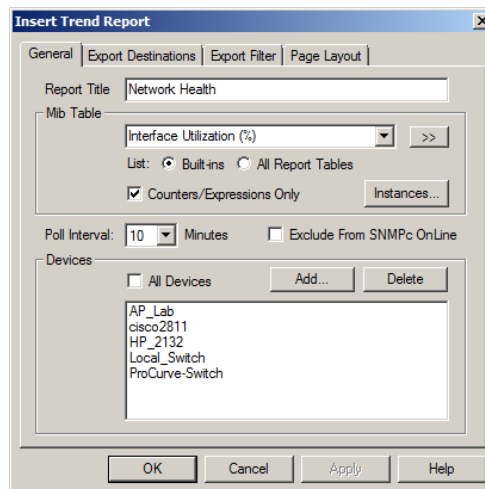 Insert Trend Report
General Export Destinations Export Filter Page Layout
Report Title Network Health
Mib Table
Interface Utilization (%) >>
List: Built-ins All Report Tables
Counters/Expressions Only Instances...
Poll Interval: 10 Minutes Exclude From SNMPc OnLine
Devices
All Devices Add... Delete
AP_Lab
cisco2811
HP_2132
Local_Switch
ProCurve-Switch
OK Cancel Apply Help